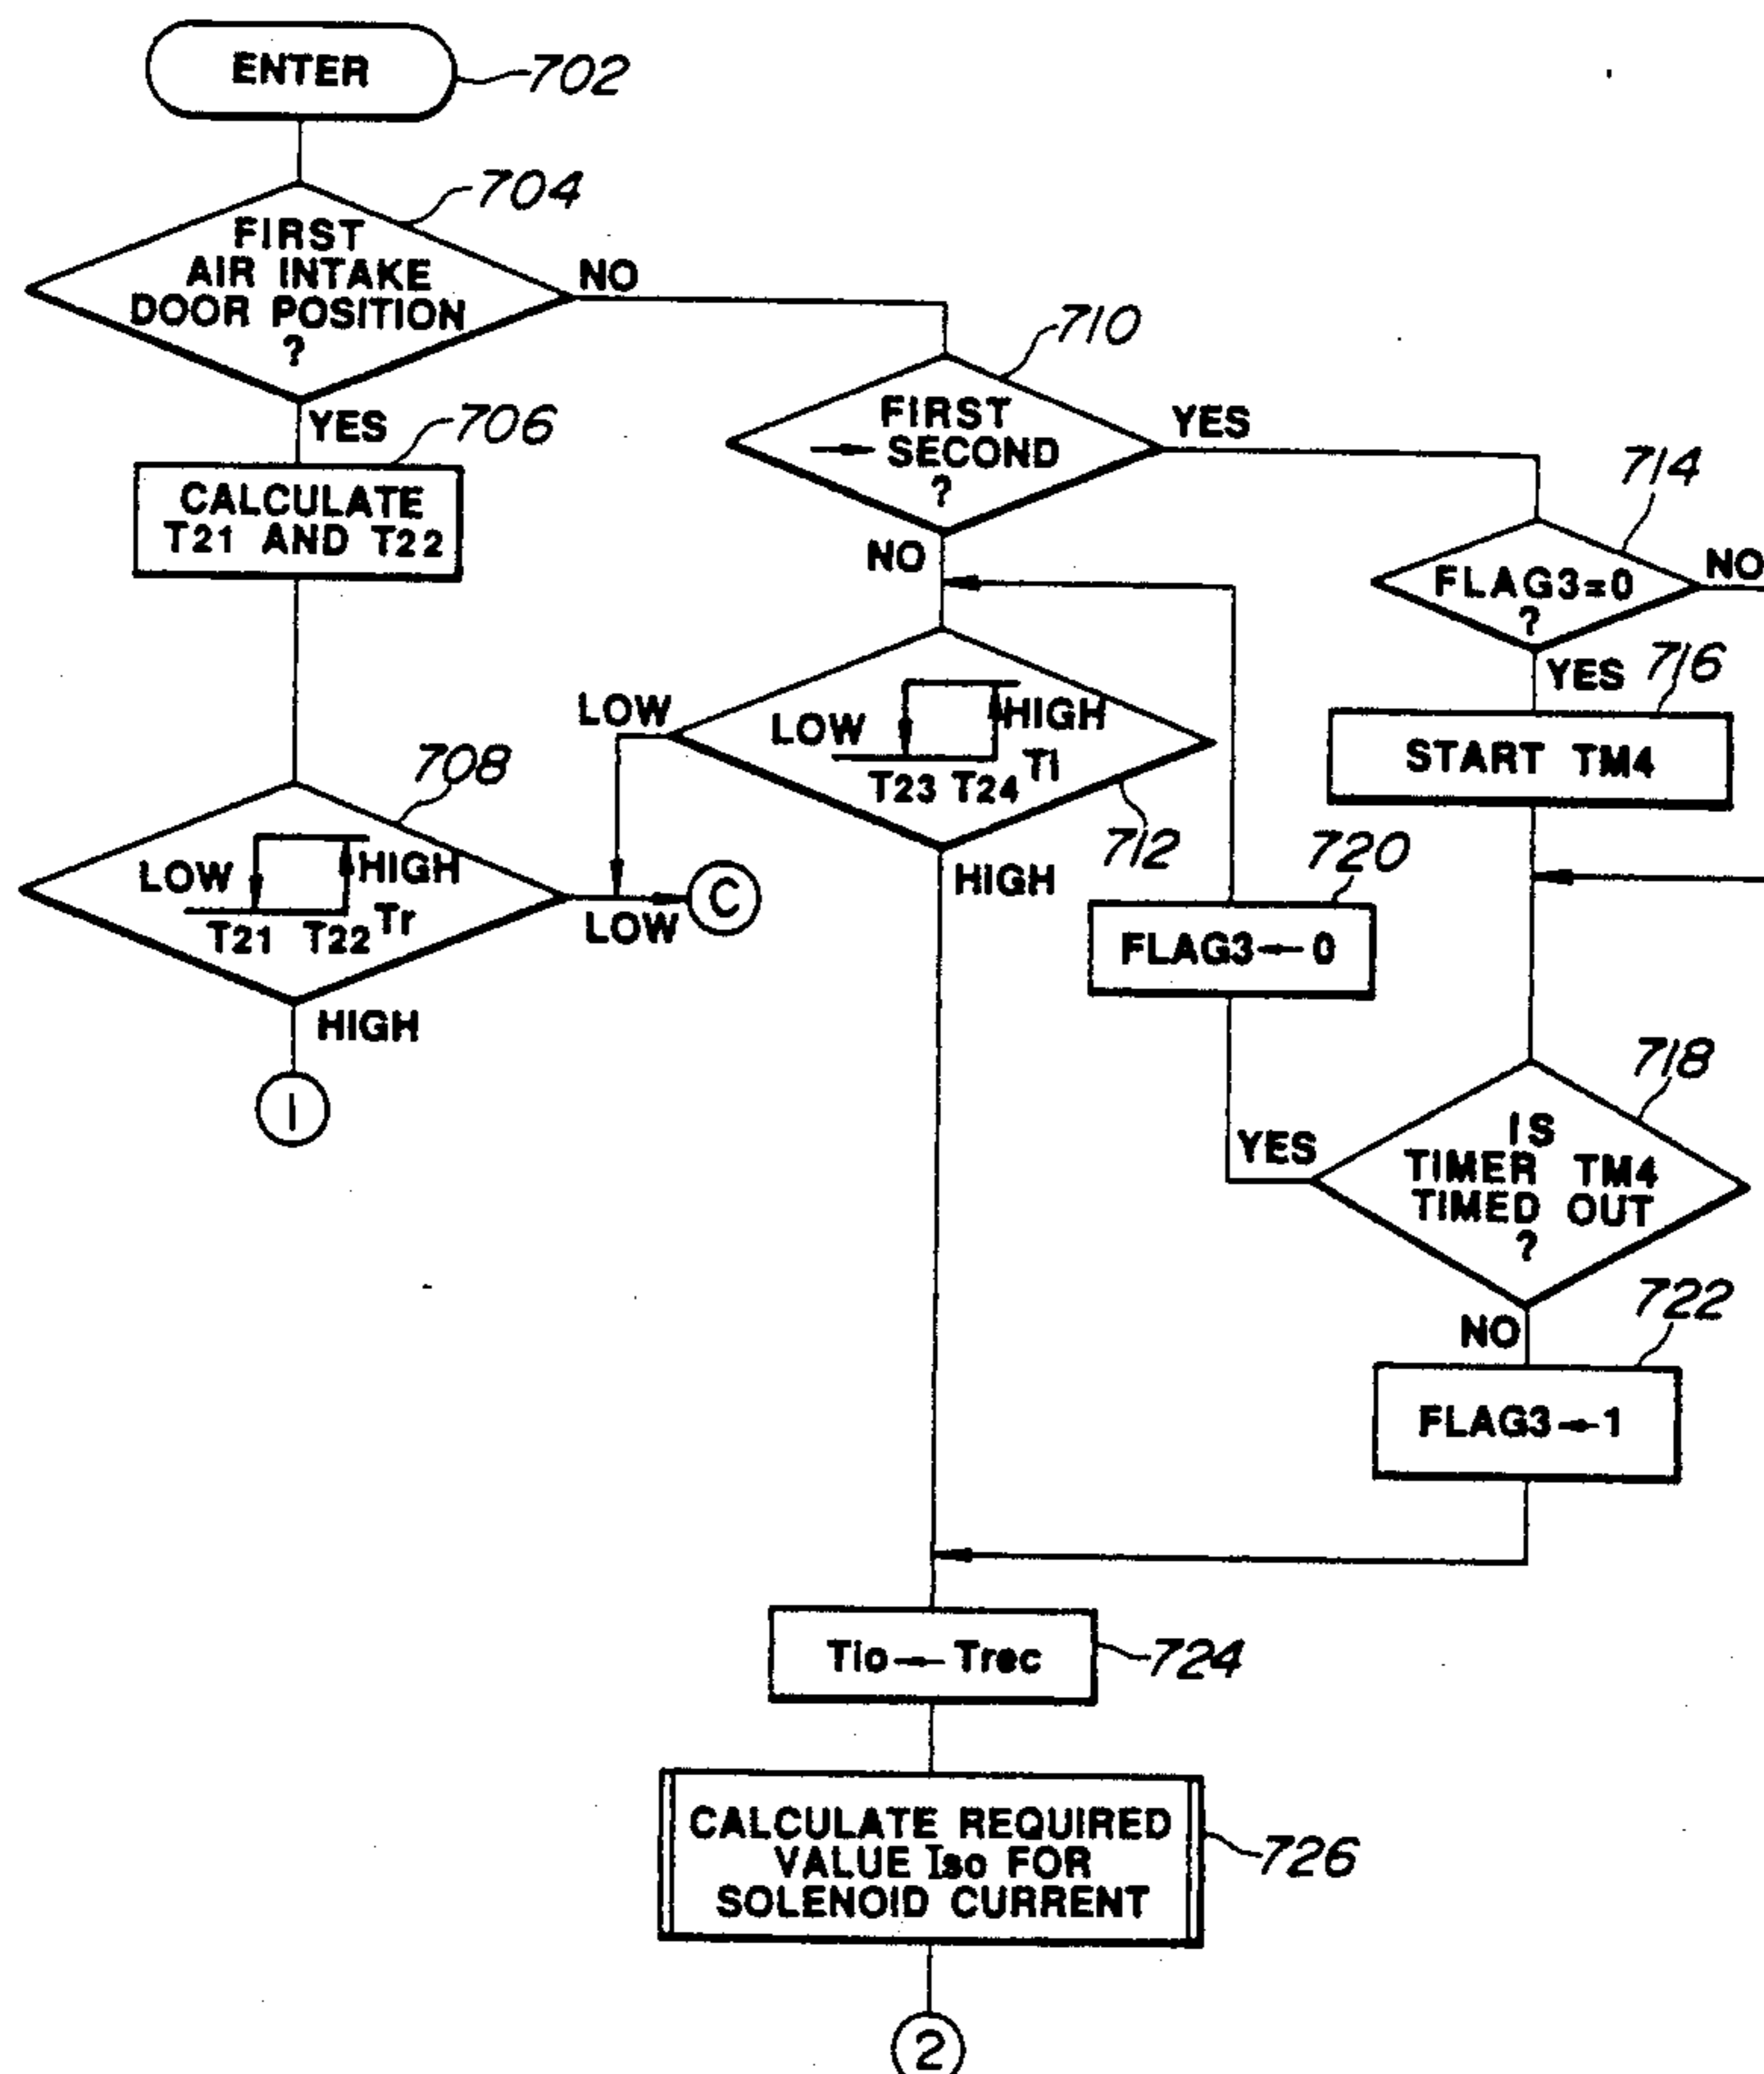 ENTER
702
704
FIRST
AIR INTAKE
DOOR POSITION
?
NO
YES
706
CALCULATE
T21 AND T22
708
LOW
HIGH
T21 T22 Tr
LOW
HIGH
1
C
710
FIRST
→ SECOND
?
YES
NO
LOW
LOW
HIGH
T23 T24 Ti
712
HIGH
714
FLAG3=0
?
NO
YES
716
START TM4
720
FLAG3←0
718
IS
TIMER TM4
TIMED OUT
?
YES
NO
722
FLAG3→1
Tio← Trec
724
CALCULATE REQUIRED
VALUE Iso FOR
SOLENOID CURRENT
726
2